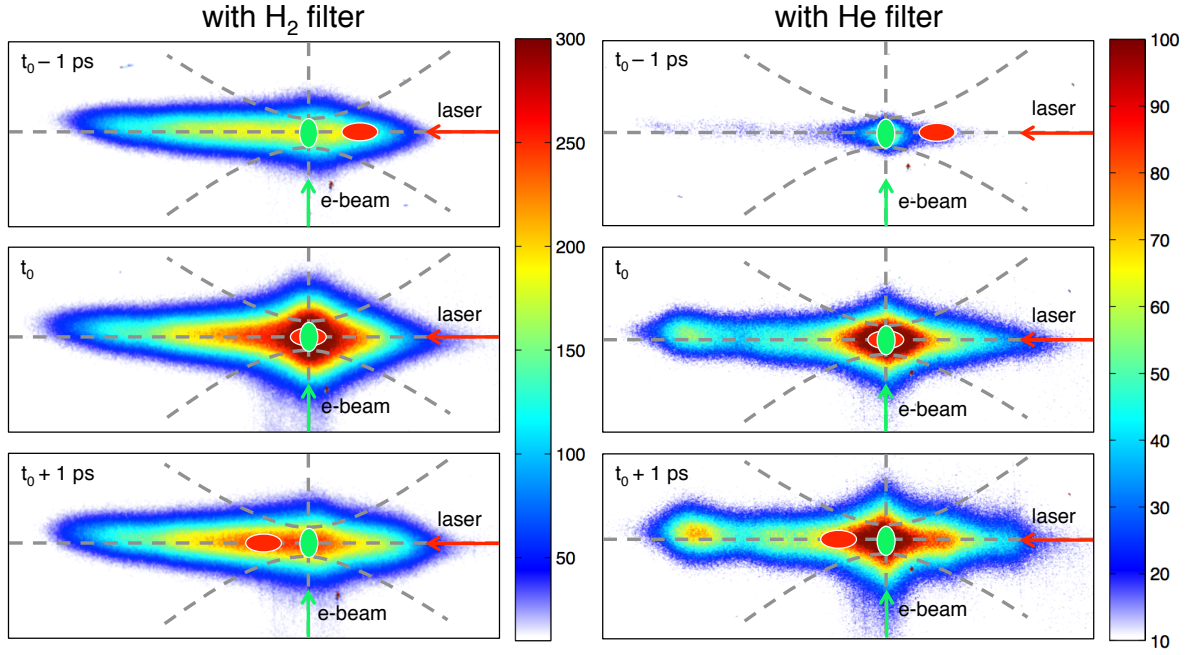 with H₂ filter
with He filter
t₀ – 1 ps
laser
e-beam
t₀
laser
e-beam
t₀ + 1 ps
laser
e-beam
300
250
200
150
100
50
t₀ – 1 ps
laser
e-beam
t₀
laser
e-beam
t₀ + 1 ps
laser
e-beam
100
90
80
70
60
50
40
30
20
10